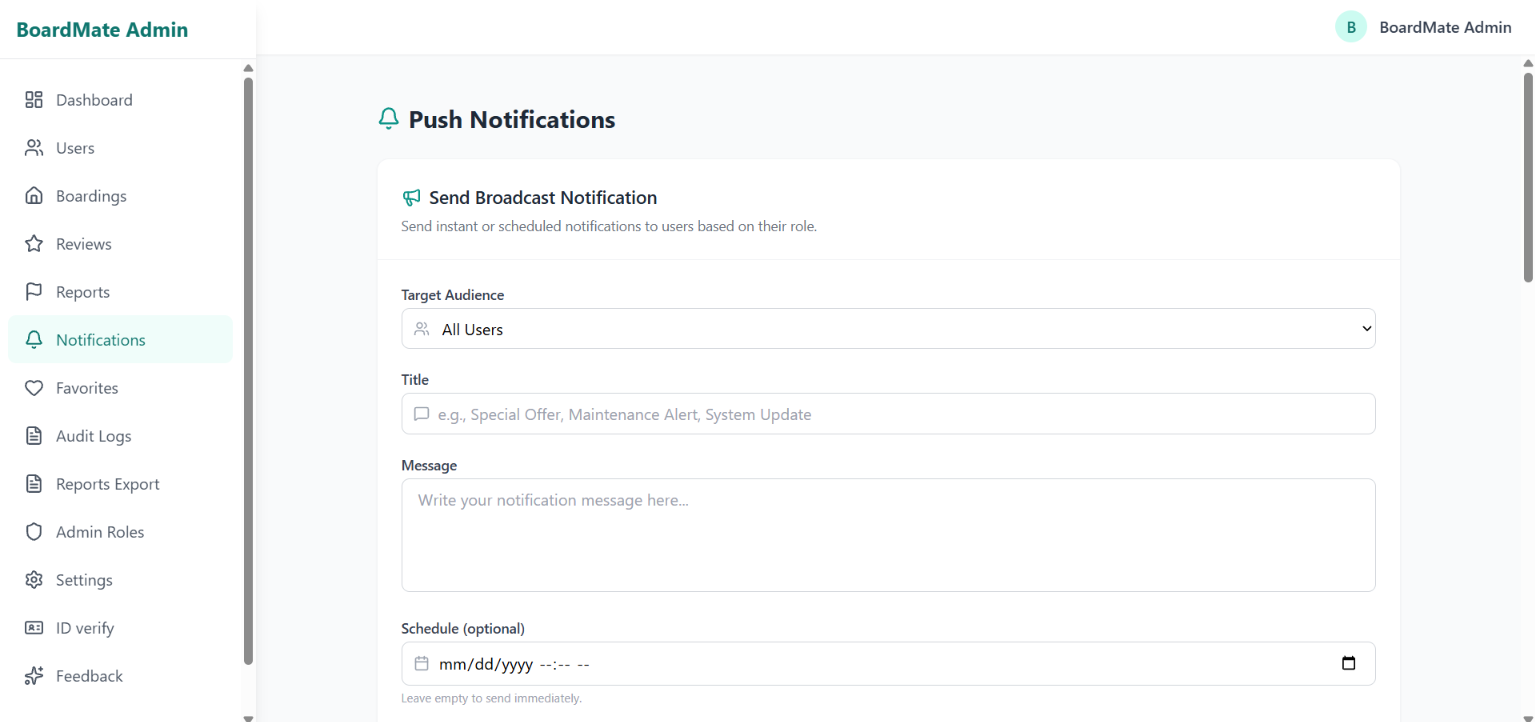 BoardMate Admin
B BoardMate Admin
Dashboard
Users
Boardings
Reviews
Reports
Notifications
Favorites
Audit Logs
Reports Export
Admin Roles
Settings
ID verify
Feedback
Push Notifications
Send Broadcast Notification
Send instant or scheduled notifications to users based on their role.
Target Audience
All Users
Title
e.g., Special Offer, Maintenance Alert, System Update
Message
Write your notification message here...
Schedule (optional)
mm/dd/yyyy --:-- --
Leave empty to send immediately.